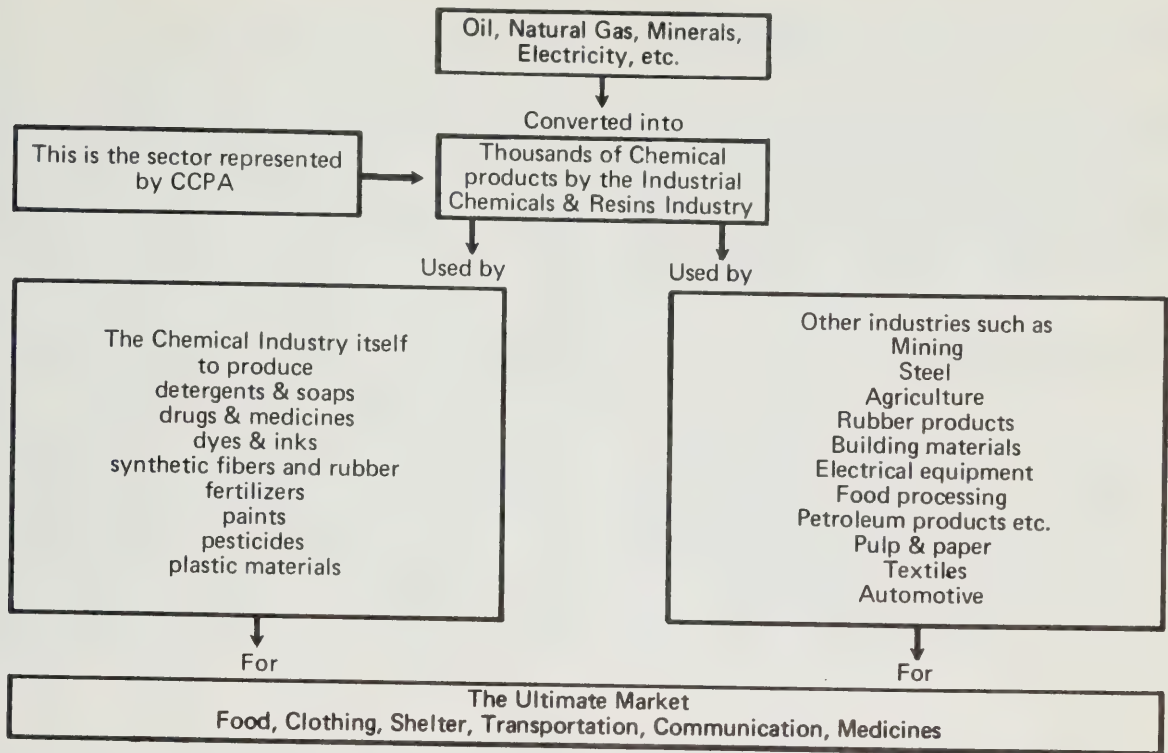 Oil, Natural Gas, Minerals,
Electricity, etc.
Converted into
This is the sector represented
by CCPA
Thousands of Chemical
products by the Industrial
Chemicals & Resins Industry
Used by
Used by
The Chemical Industry itself
to produce
detergents & soaps
drugs & medicines
dyes & inks
synthetic fibers and rubber
fertilizers
paints
pesticides
plastic materials
Other industries such as
Mining
Steel
Agriculture
Rubber products
Building materials
Electrical equipment
Food processing
Petroleum products etc.
Pulp & paper
Textiles
Automotive
For
For
The Ultimate Market
Food, Clothing, Shelter, Transportation, Communication, Medicines